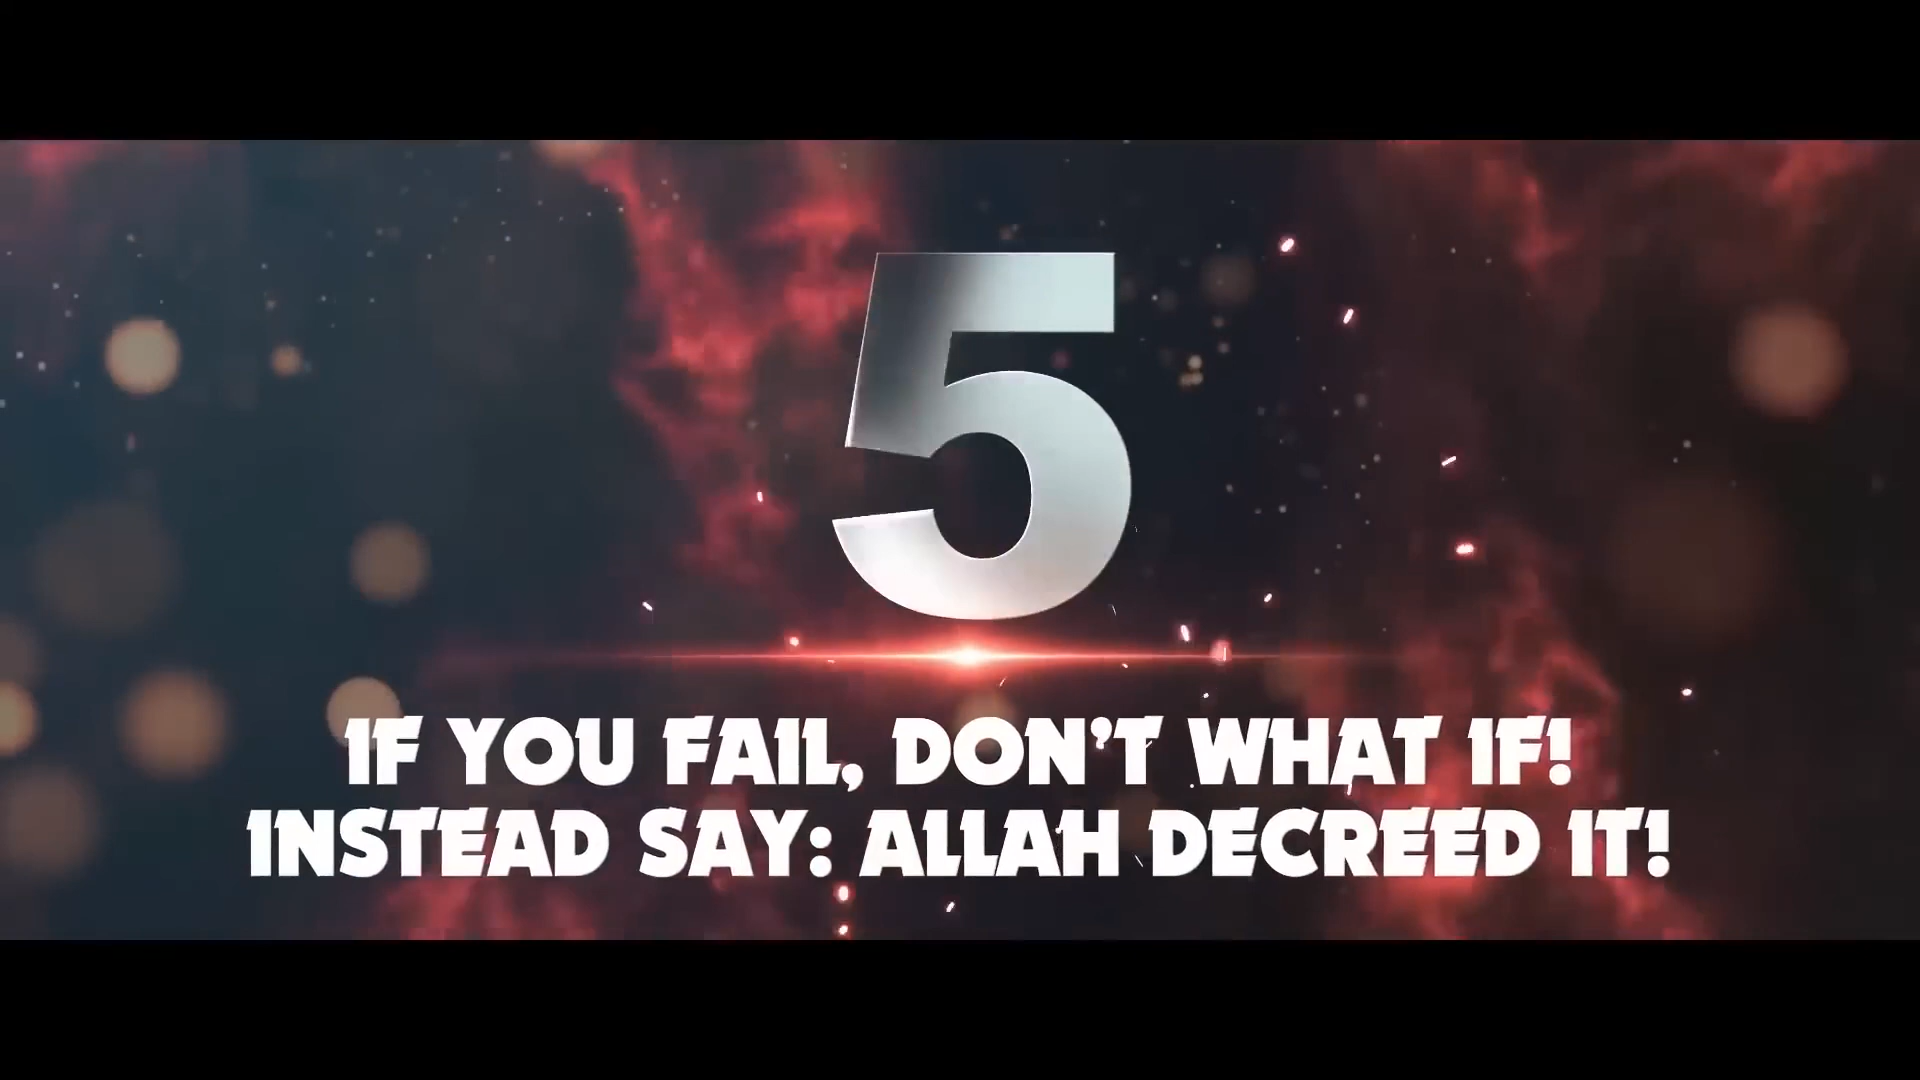 5
IF YOU FAIL, DON'T WHAT IF!
INSTEAD SAY: ALLAH DECREED IT!